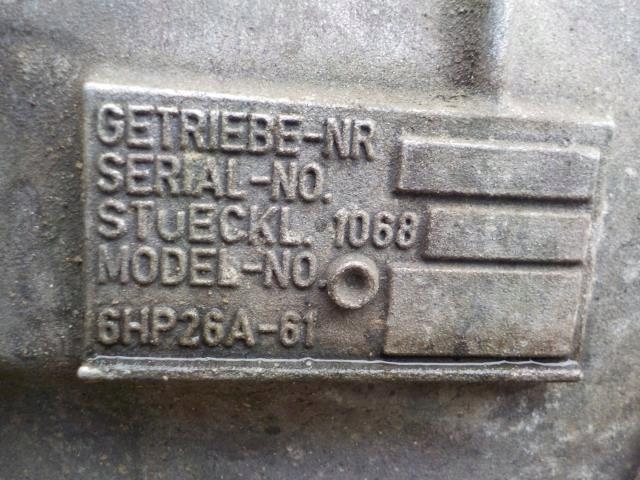 GETRIEBE-NR
SERIAL-NO.
STUECKL. 1068
MODEL-NO.
6HP26A-61